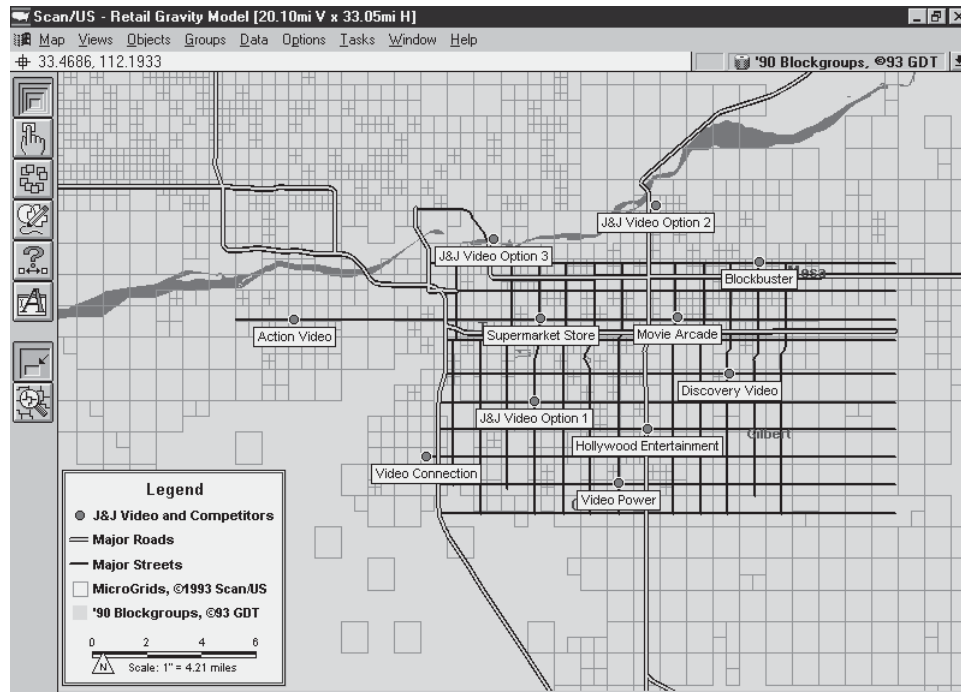 Scan/US - Retail Gravity Model [20.10mi V x 33.05mi H]
Map Views Objects Groups Data Options Tasks Window Help
33.4686, 112.1933
'90 Blockgroups, ©93 GDT
J&J Video Option 2
J&J Video Option 3
Mesa
Blockbuster
Action Video
Supermarket Store
Movie Arcade
Discovery Video
J&J Video Option 1
Gilbert
Hollywood Entertainment
Video Connection
Video Power
Legend
J&J Video and Competitors
Major Roads
Major Streets
MicroGrids, ©1993 Scan/US
'90 Blockgroups, ©93 GDT
0 2 4 6
N
Scale: 1" = 4.21 miles